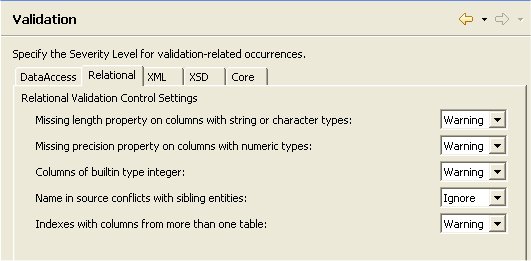 Validation
Specify the Severity Level for validation-related occurrences.
DataAccess Relational XML XSD Core
Relational Validation Control Settings
Missing length property on columns with string or character types: Warning
Missing precision property on columns with numeric types: Warning
Columns of builtin type integer: Warning
Name in source conflicts with sibling entities: Ignore
Indexes with columns from more than one table: Warning